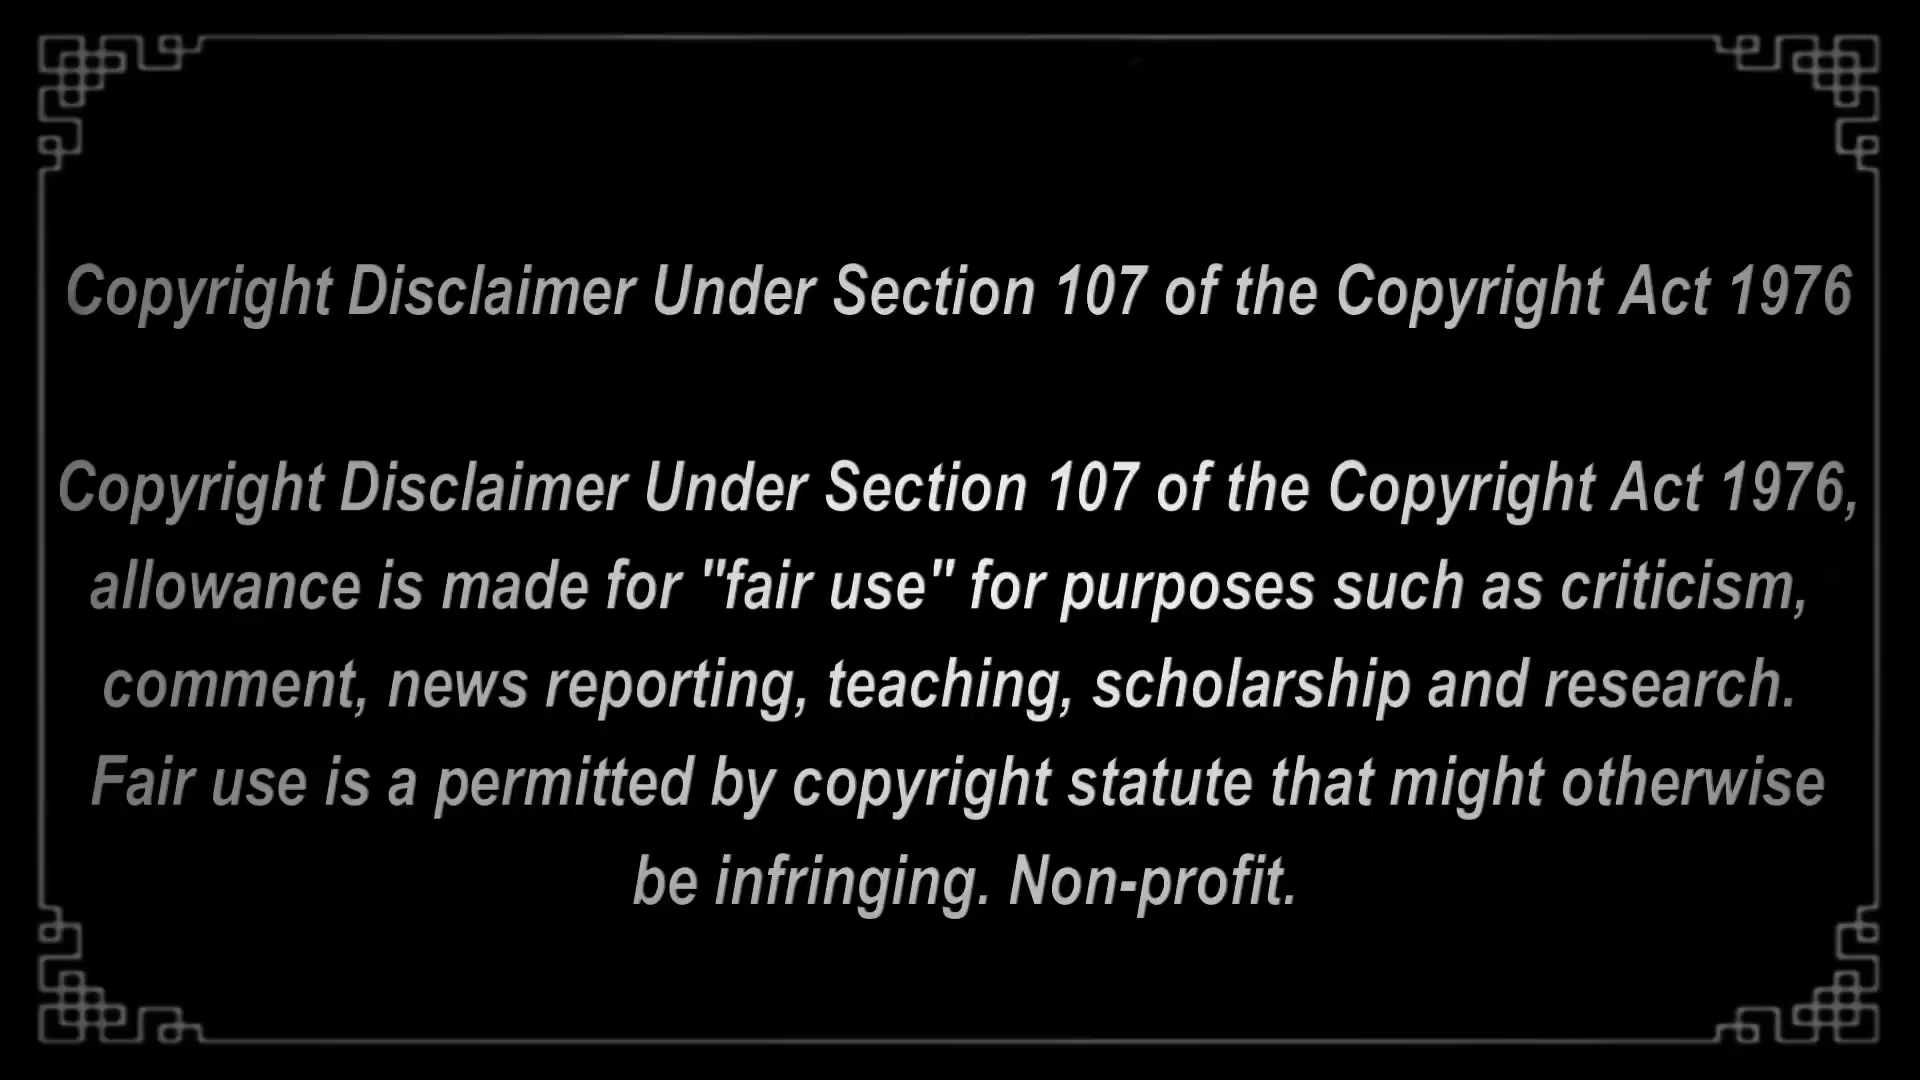 Copyright Disclaimer Under Section 107 of the Copyright Act 1976
Copyright Disclaimer Under Section 107 of the Copyright Act 1976,
allowance is made for "fair use" for purposes such as criticism,
comment, news reporting, teaching, scholarship and research.
Fair use is a permitted by copyright statute that might otherwise
be infringing. Non-profit.